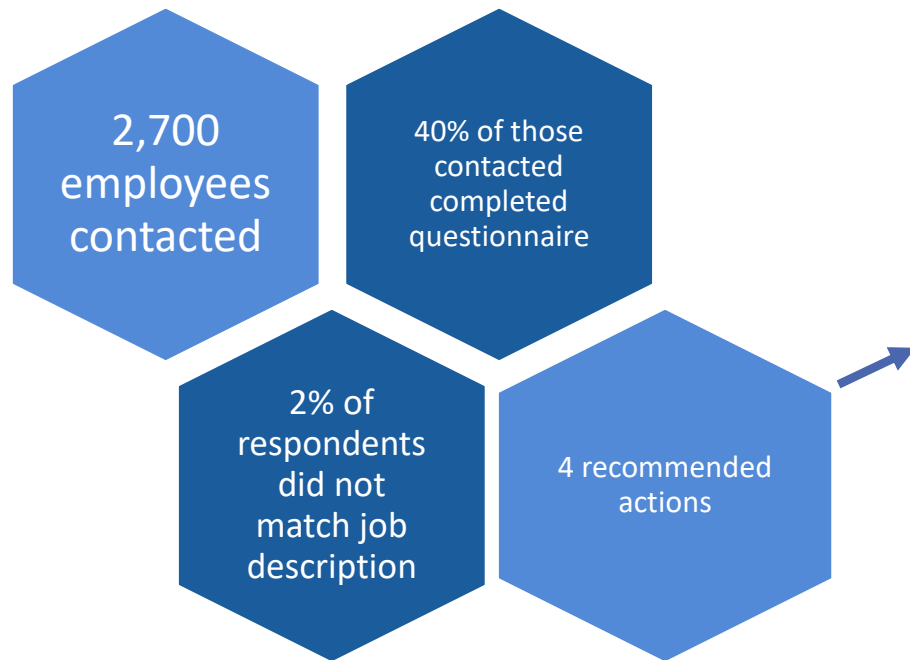 2,700
employees
contacted
40% of those
contacted
completed
questionnaire
2% of
respondents
did not
match job
description
4 recommended
actions